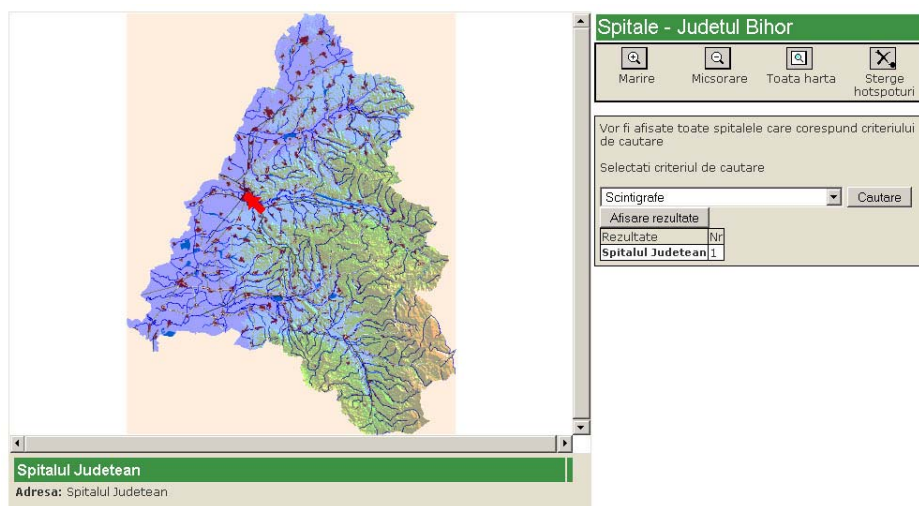 Spitale - Judetul Bihor
Marire Micsorare Toata harta Sterge hotspoturi
Vor fi afisate toate spitalele care corespund criteriului
de cautare
Selectati criteriul de cautare
Scintigrafe Cautare
Afisare rezultate
Rezultate Nr
Spitalul Judetean 1
Spitalul Judetean
Adresa: Spitalul Judetean